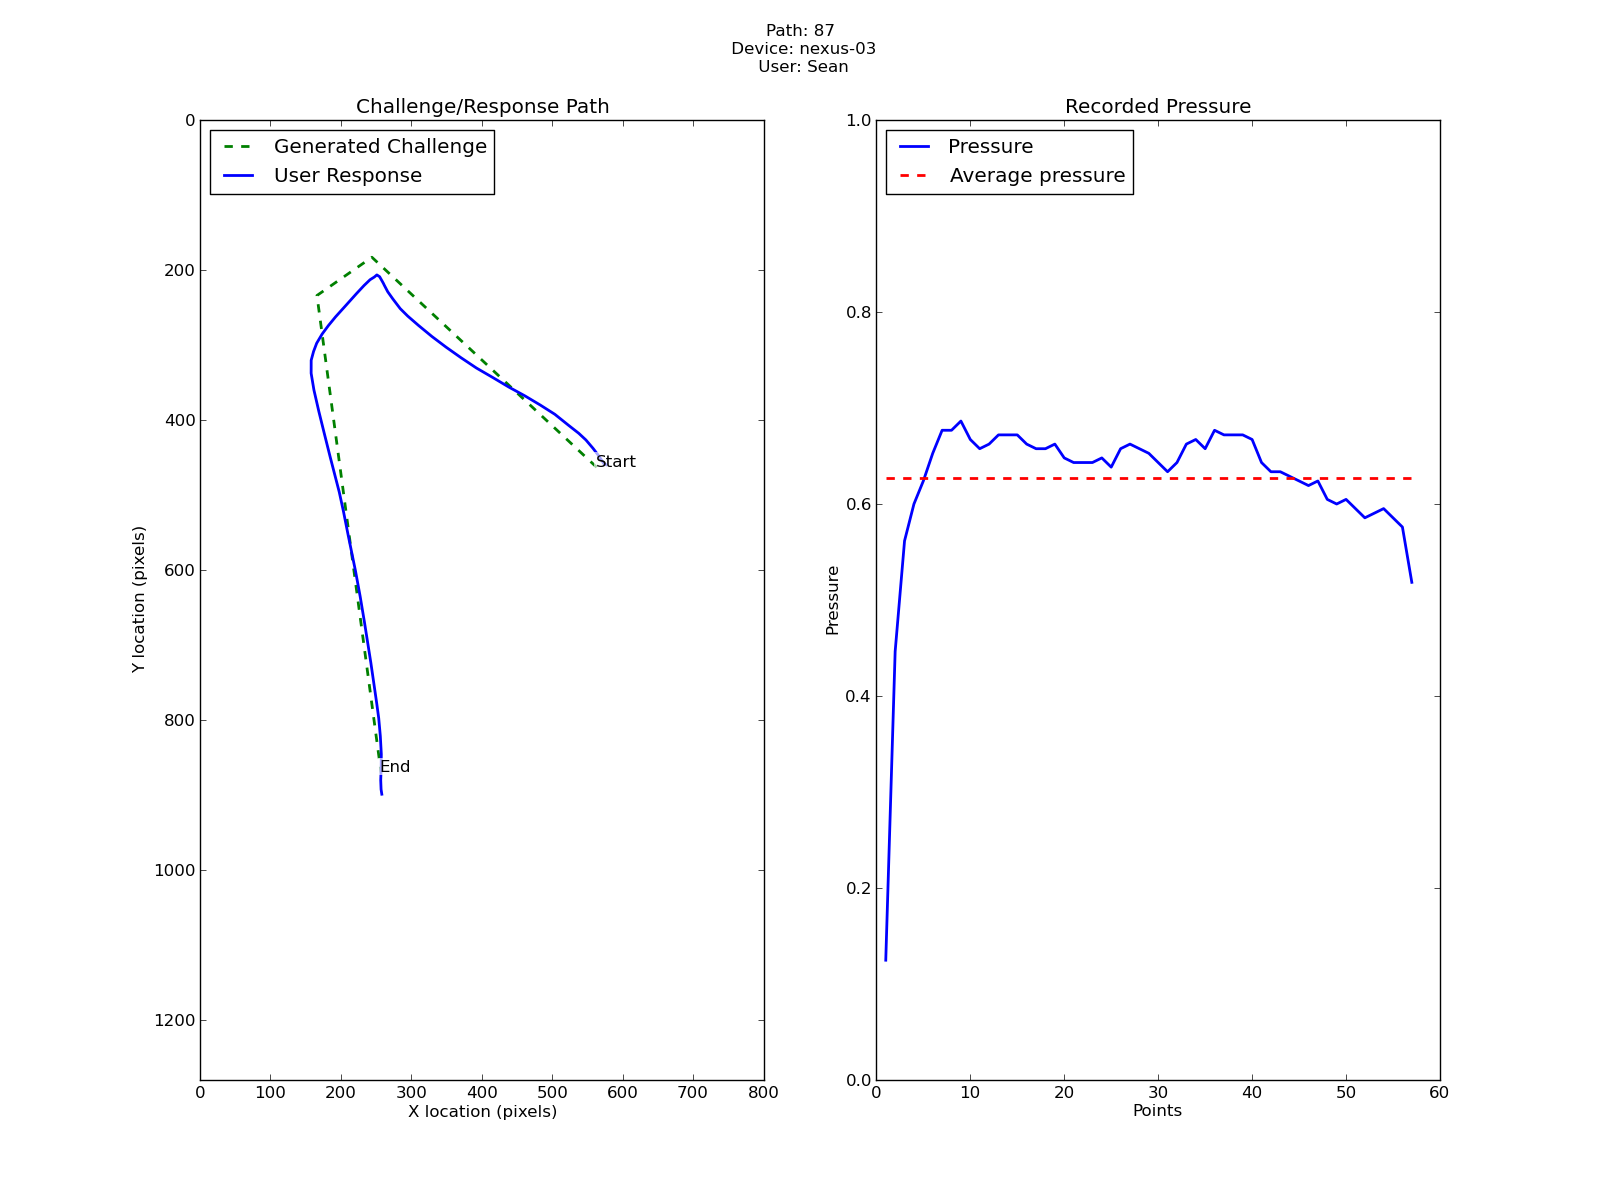 Path: 87
Device: nexus-03
User: Sean
Challenge/Response Path
Generated Challenge
User Response
0
200
400
600
800
1000
1200
Y location (pixels)
Start
End
0 100 200 300 400 500 600 700 800
X location (pixels)
Recorded Pressure
Pressure
Average pressure
1.0
0.8
0.6
0.4
0.2
0.0
Pressure
0 10 20 30 40 50 60
Points